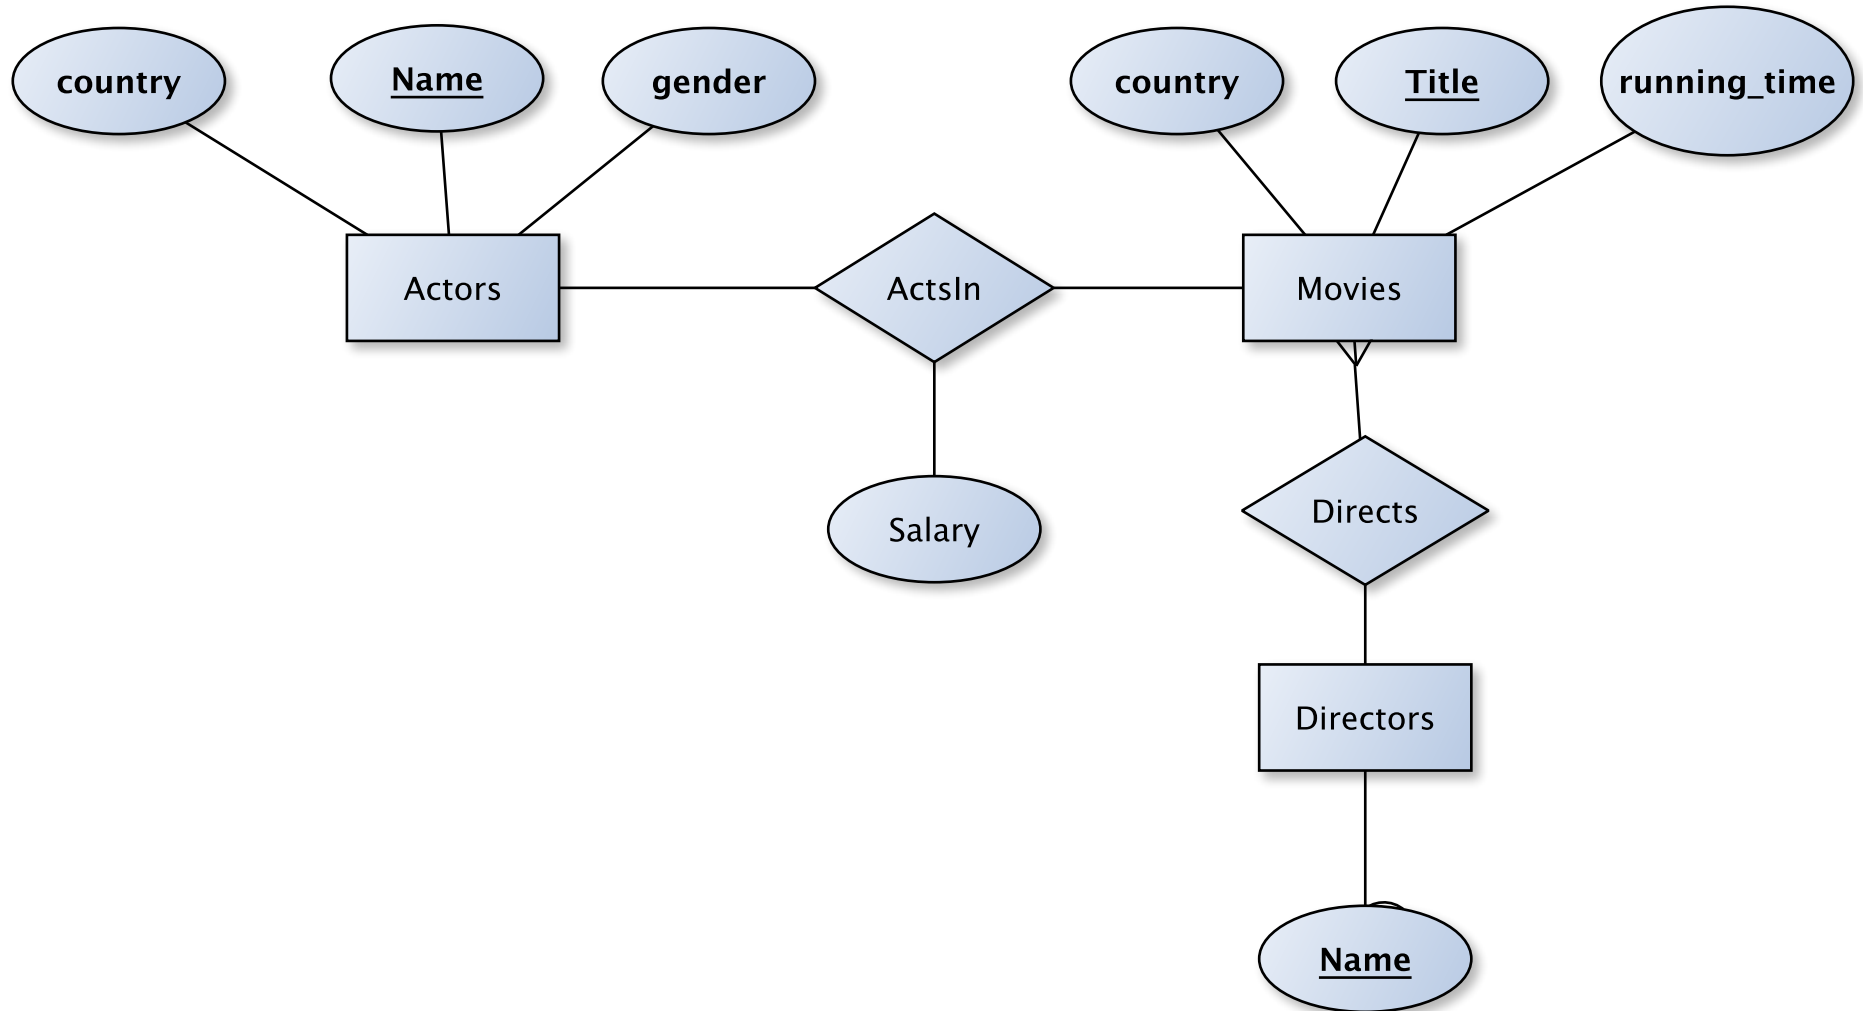 country
Name
gender
country
Title
running_time
Actors
ActsIn
Movies
Salary
Directs
Directors
Name